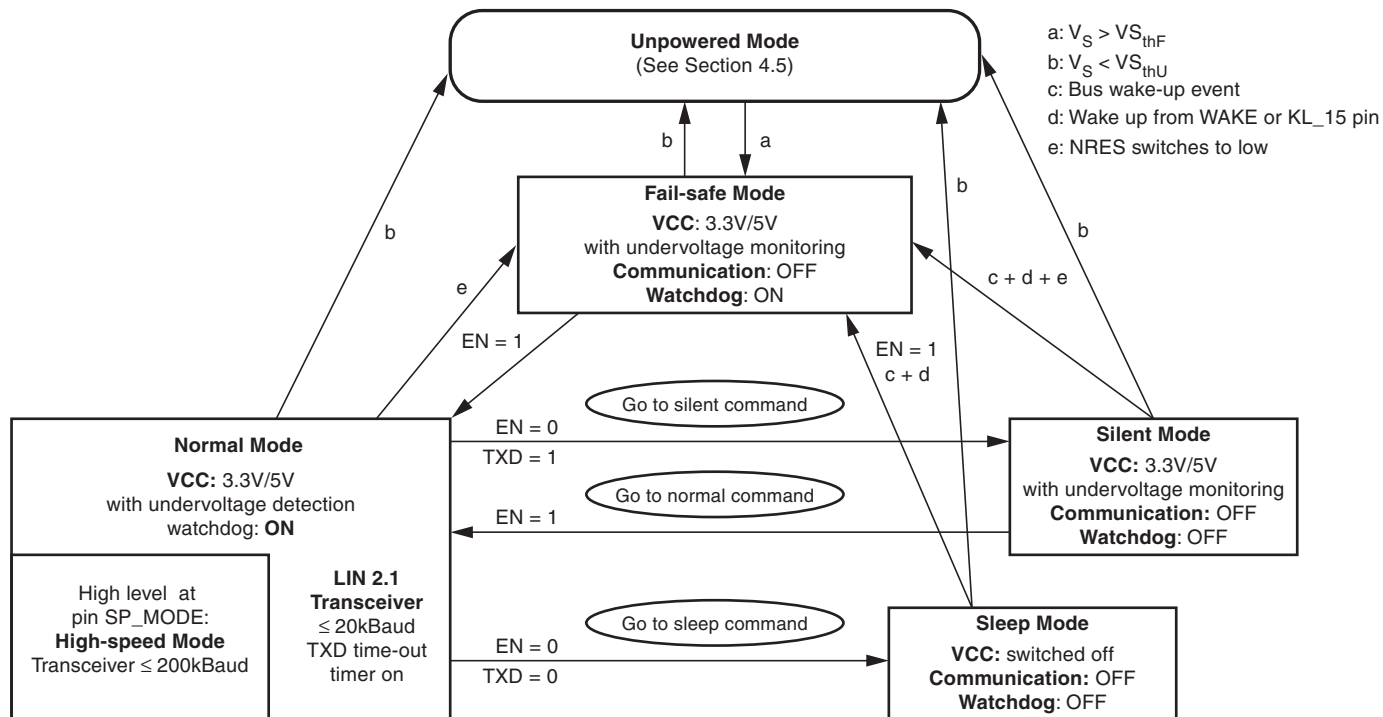 Unpowered Mode
(See Section 4.5)
a: VS > VSthF
b: VS < VSthU
c: Bus wake-up event
d: Wake up from WAKE or KL_15 pin
e: NRES switches to low
b
a
b
b
b
Fail-safe Mode
VCC: 3.3V/5V
with undervoltage monitoring
Communication: OFF
Watchdog: ON
e
c + d + e
EN = 1
EN = 1
c + d
Go to silent command
EN = 0
TXD = 1
Go to normal command
EN = 1
Normal Mode
VCC: 3.3V/5V
with undervoltage detection
watchdog: ON
High level at
pin SP_MODE:
High-speed Mode
Transceiver ≤ 200kBaud
LIN 2.1
Transceiver
≤ 20kBaud
TXD time-out
timer on
Silent Mode
VCC: 3.3V/5V
with undervoltage monitoring
Communication: OFF
Watchdog: OFF
Go to sleep command
EN = 0
TXD = 0
Sleep Mode
VCC: switched off
Communication: OFF
Watchdog: OFF